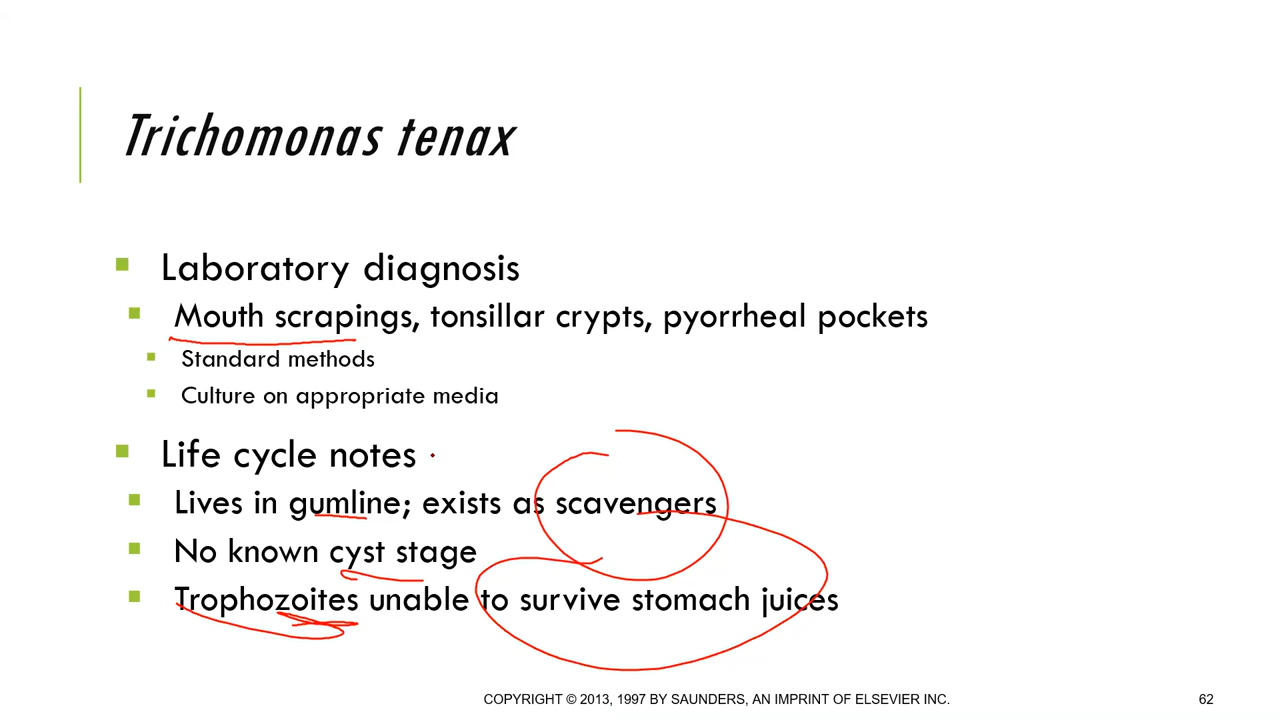 Trichomonas tenax
Laboratory diagnosis
Mouth scrapings, tonsillar crypts, pyorrheal pockets
Standard methods
Culture on appropriate media
Life cycle notes
Lives in gumline; exists as scavengers
No known cyst stage
Trophozoites unable to survive stomach juices
COPYRIGHT © 2013, 1997 BY SAUNDERS, AN IMPRINT OF ELSEVIER INC.
62